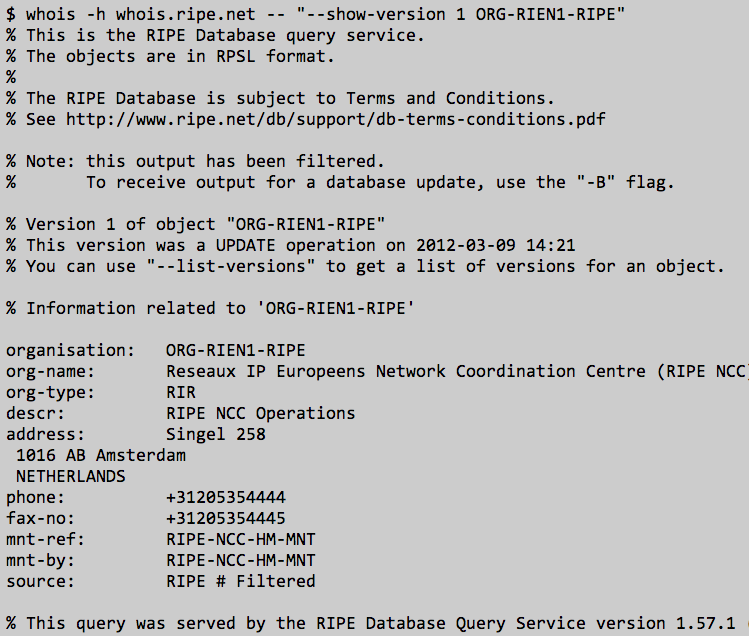 $ whois -h whois.ripe.net -- "--show-version 1 ORG-RIEN1-RIPE"
% This is the RIPE Database query service.
% The objects are in RPSL format.
%
% The RIPE Database is subject to Terms and Conditions.
% See http://www.ripe.net/db/support/db-terms-conditions.pdf

% Note: this output has been filtered.
%       To receive output for a database update, use the "-B" flag.

% Version 1 of object "ORG-RIEN1-RIPE"
% This version was a UPDATE operation on 2012-03-09 14:21
% You can use "--list-versions" to get a list of versions for an object.

% Information related to 'ORG-RIEN1-RIPE'

organisation:   ORG-RIEN1-RIPE
org-name:       Reseaux IP Europeens Network Coordination Centre (RIPE NCC)
org-type:       RIR
descr:          RIPE NCC Operations
address:        Singel 258
 1016 AB Amsterdam
 NETHERLANDS
phone:          +31205354444
fax-no:         +31205354445
mnt-ref:        RIPE-NCC-HM-MNT
mnt-by:         RIPE-NCC-HM-MNT
source:         RIPE # Filtered

% This query was served by the RIPE Database Query Service version 1.57.1